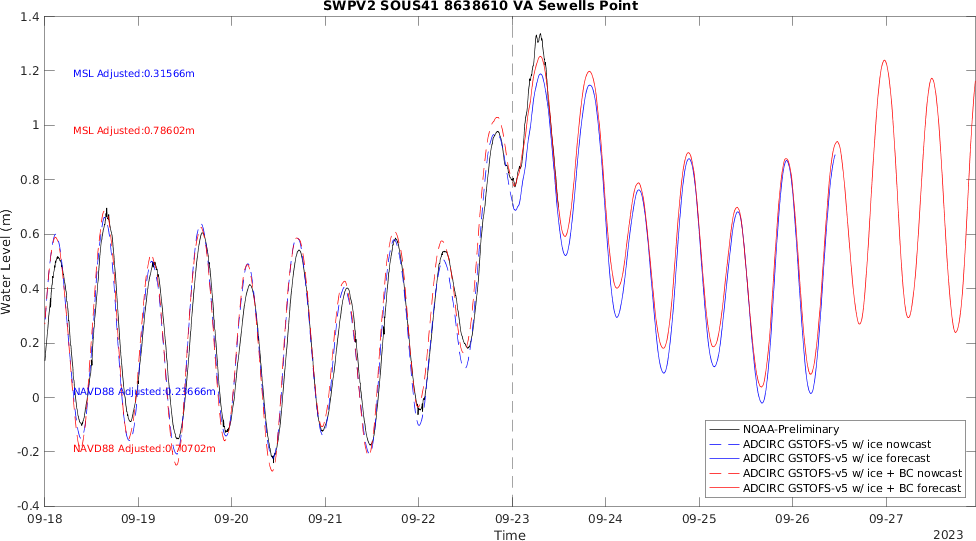 SWPV2 SOUS41 8638610 VA Sewells Point
1.4
1.2
1
0.8
0.6
0.4
0.2
0
-0.2
-0.4
Water Level (m)
MSL Adjusted:0.31566m
MSL Adjusted:0.78602m
NAVD88 Adjusted:0.23666m
NAVD88 Adjusted:0.70702m
NOAA-Preliminary
ADCIRC GSTOFS-v5 w/ ice nowcast
ADCIRC GSTOFS-v5 w/ ice forecast
ADCIRC GSTOFS-v5 w/ ice + BC nowcast
ADCIRC GSTOFS-v5 w/ ice + BC forecast
09-18 09-19 09-20 09-21 09-22 09-23 09-24 09-25 09-26 09-27
Time
2023